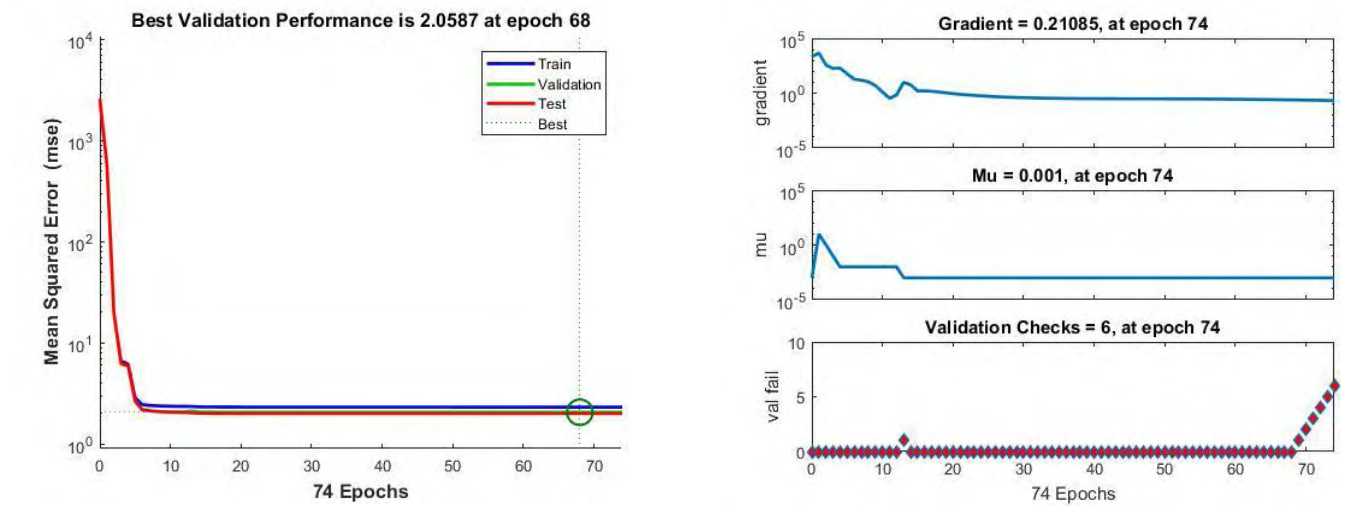 Best Validation Performance is 2.0587 at epoch 68
10^4
10^3
10^2
10^1
10^0
Mean Squared Error (mse)
Train
Validation
Test
Best
0 10 20 30 40 50 60 70
74 Epochs
Gradient = 0.21085, at epoch 74
10^5
10^0
10^-5
gradient
Mu = 0.001, at epoch 74
10^5
10^0
10^-5
mu
Validation Checks = 6, at epoch 74
10
5
0
val fail
0 10 20 30 40 50 60 70
74 Epochs